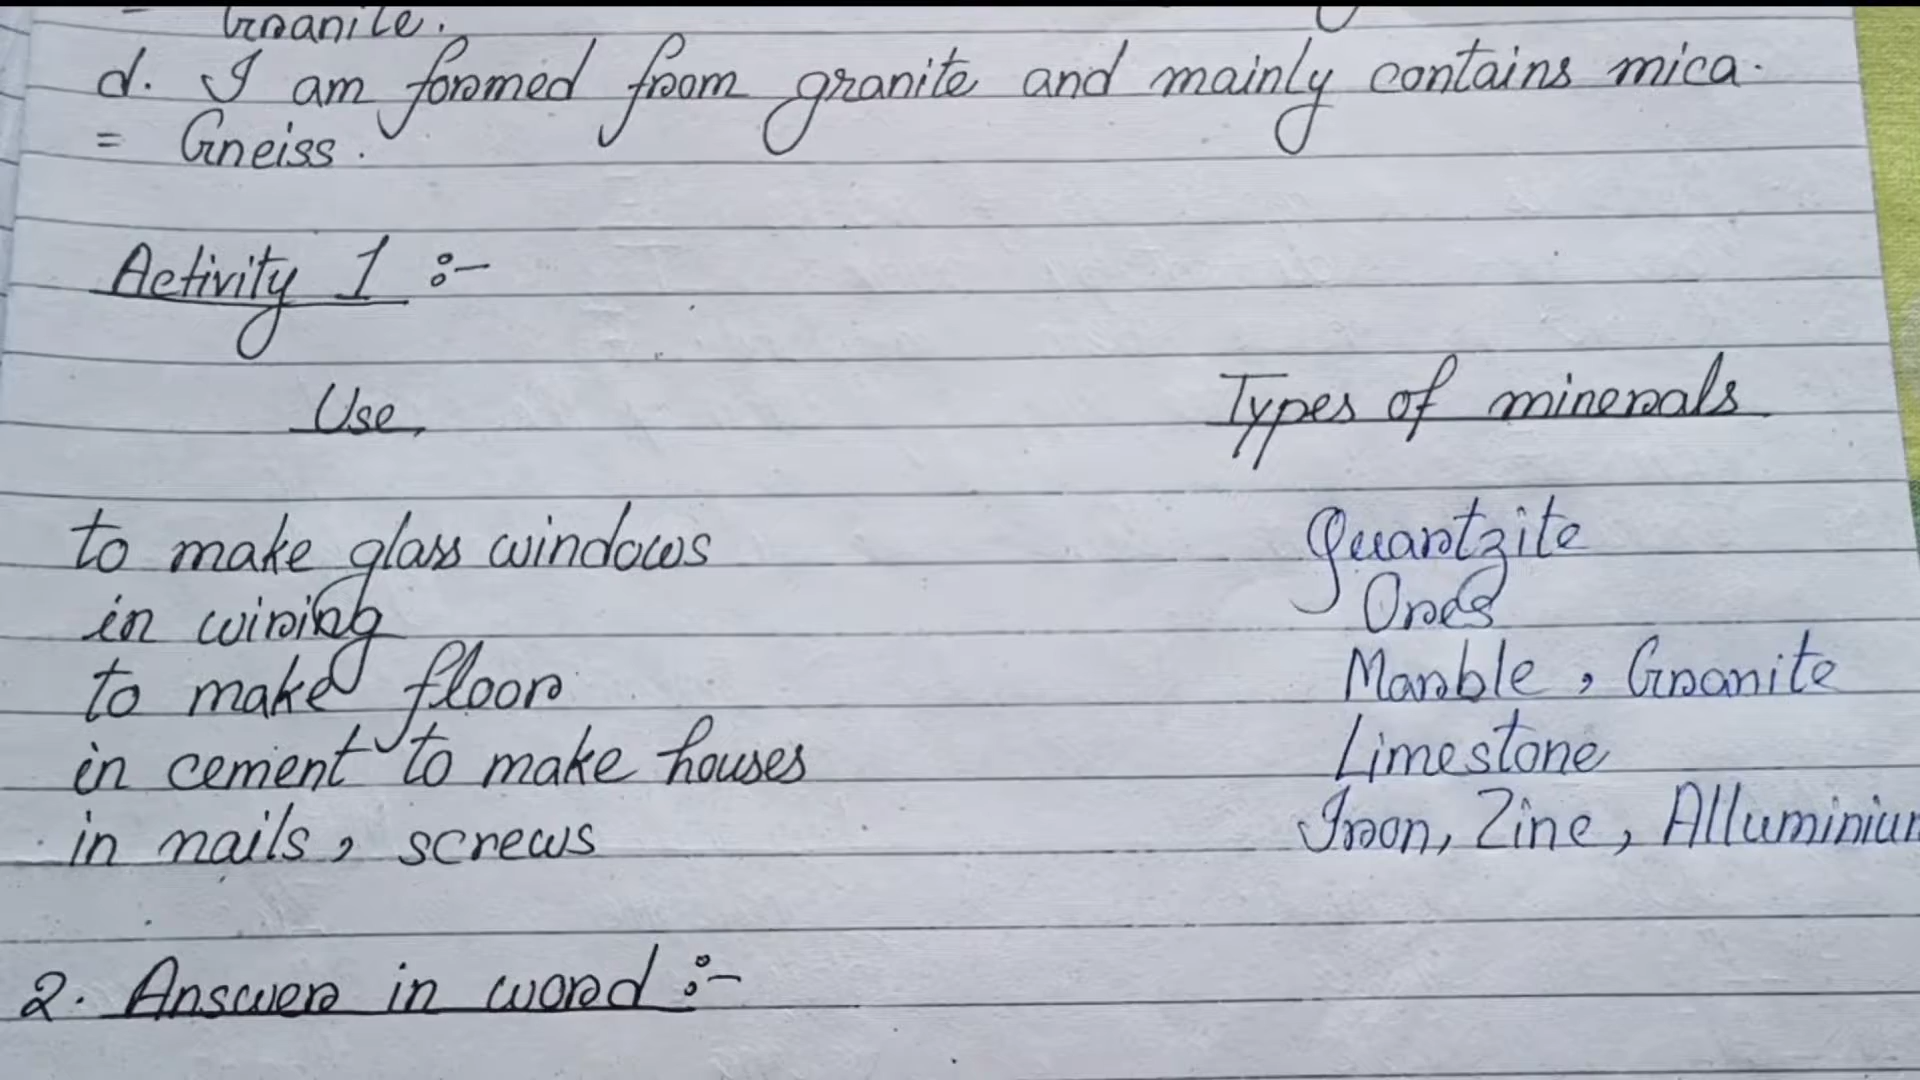 Granite.
d. I am formed from granite and mainly contains mica.
= Gneiss.
Activity 1 :-
Use Types of minerals
to make glass windows Quartzite
in wiring Ores
to make floor Marble, Granite
in cement to make houses Limestone
in nails, screws Iron, Zinc, Alluminium
2. Answer in word :-